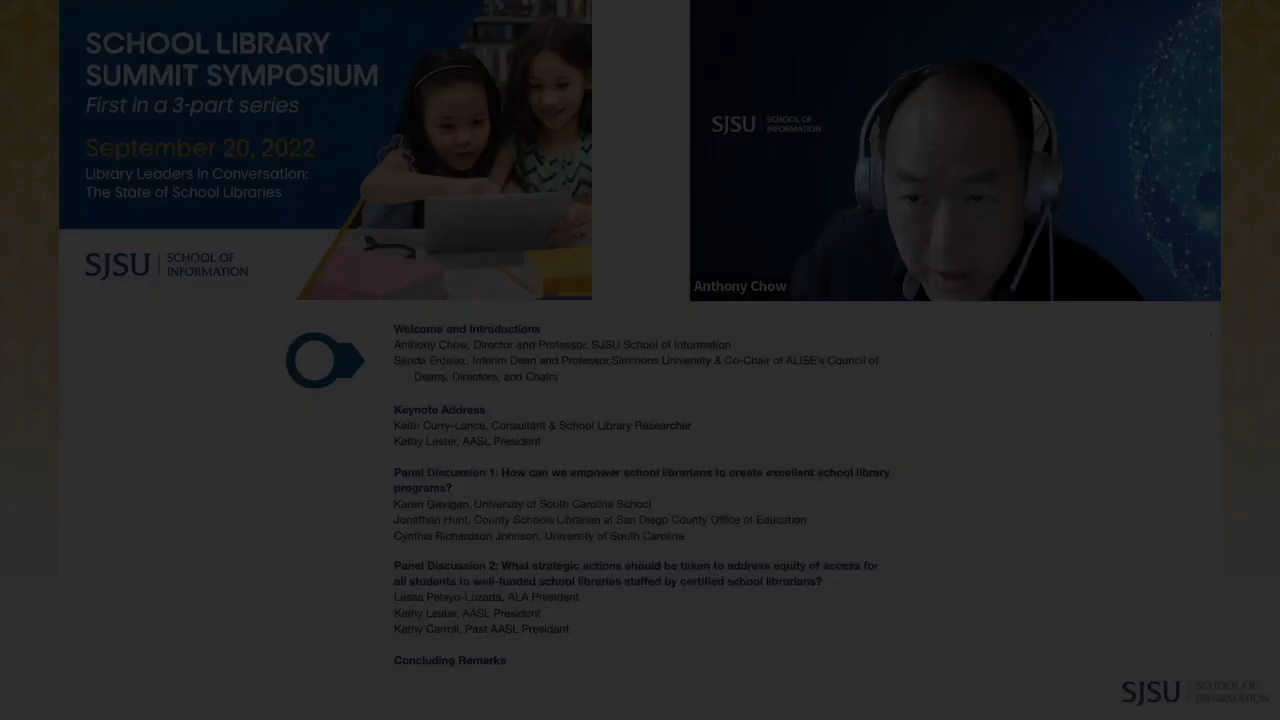 SCHOOL LIBRARY
SUMMIT SYMPOSIUM
First in a 3-part series
September 20, 2022
Library Leaders in Conversation:
The State of School Libraries
SJSU | SCHOOL OF
INFORMATION
SJSU | SCHOOL OF
INFORMATION
Anthony Chow
Welcome and Introductions
Anthony Chow, Director and Professor, SJSU School of Information
Sanda Erdelez, Interim Dean and Professor,Simmons University & Co-Chair of ALISE's Council of
Deans, Directors, and Chairs
Keynote Address
Keith Curry-Lance, Consultant & School Library Researcher
Kathy Lester, AASL President
Panel Discussion 1: How can we empower school librarians to create excellent school library
programs?
Karen Gavigan, University of South Carolina School
Jonathan Hunt, County Schools Librarian at San Diego County Office of Education
Cynthia Richardson Johnson, University of South Carolina
Panel Discussion 2: What strategic actions should be taken to address equity of access for
all students to well-funded school libraries staffed by certified school librarians?
Lessa Pelayo-Lozada, ALA President
Kathy Lester, AASL President
Kathy Carroll, Past AASL President
Concluding Remarks
SJSU | SCHOOL OF
INFORMATION